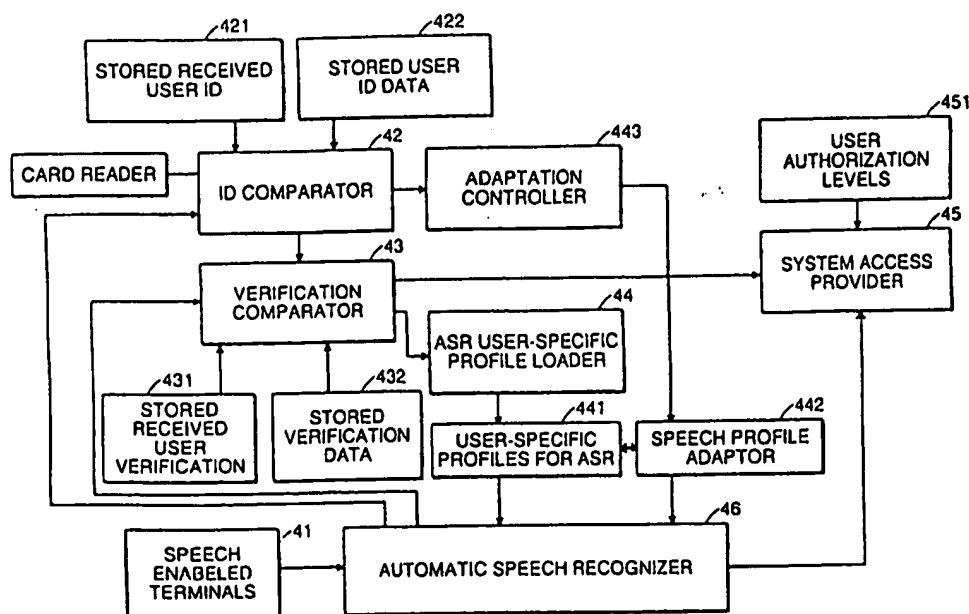 421
STORED RECEIVED
USER ID
422
STORED USER
ID DATA
451
USER
AUTHORIZATION
LEVELS
CARD READER
42
ID COMPARATOR
443
ADAPTATION
CONTROLLER
45
SYSTEM ACCESS
PROVIDER
43
VERIFICATION
COMPARATOR
44
ASR USER-SPECIFIC
PROFILE LOADER
431
STORED
RECEIVED
USER
VERIFICATION
432
STORED
VERIFICATION
DATA
441
USER-SPECIFIC
PROFILES FOR ASR
442
SPEECH PROFILE
ADAPTOR
41
SPEECH
ENABELED
TERMINALS
46
AUTOMATIC SPEECH RECOGNIZER